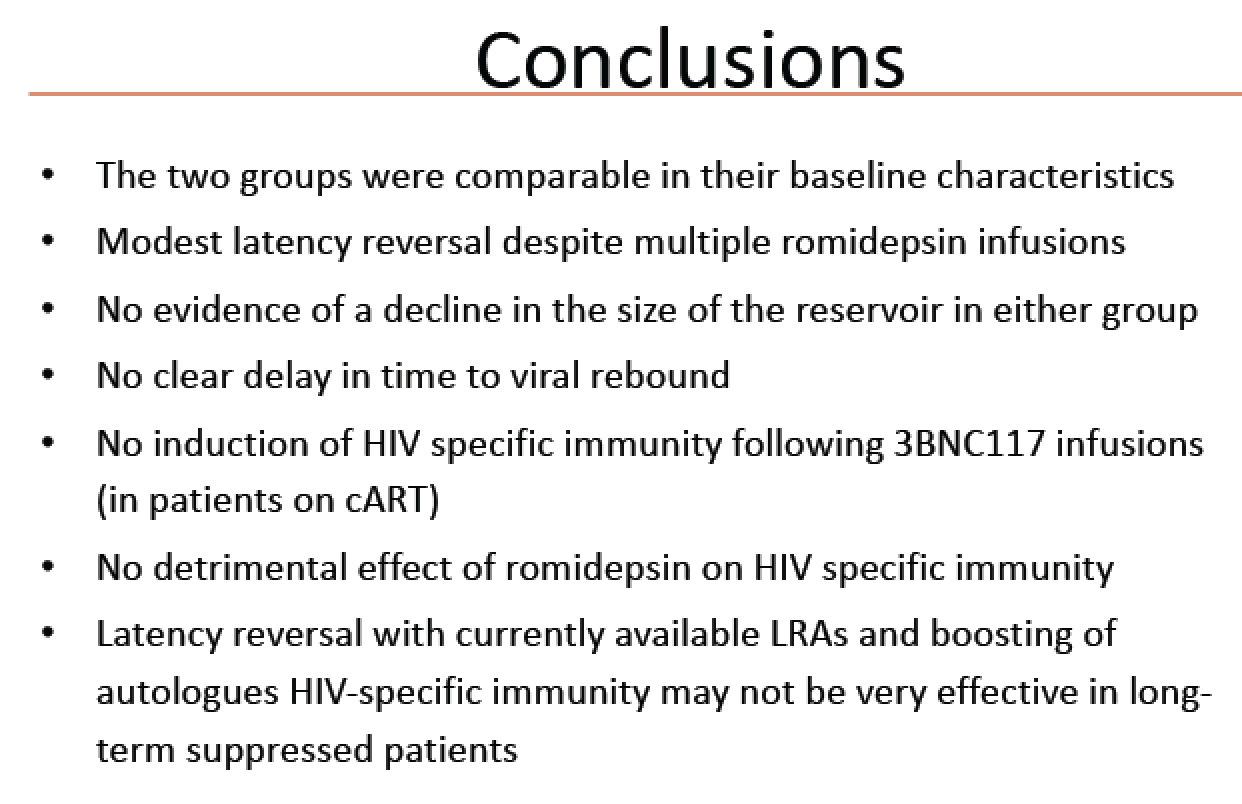 Conclusions
• The two groups were comparable in their baseline characteristics
• Modest latency reversal despite multiple romidepsin infusions
• No evidence of a decline in the size of the reservoir in either group
• No clear delay in time to viral rebound
• No induction of HIV specific immunity following 3BNC117 infusions
(in patients on cART)
• No detrimental effect of romidepsin on HIV specific immunity
• Latency reversal with currently available LRAs and boosting of
autologues HIV-specific immunity may not be very effective in long-
term suppressed patients